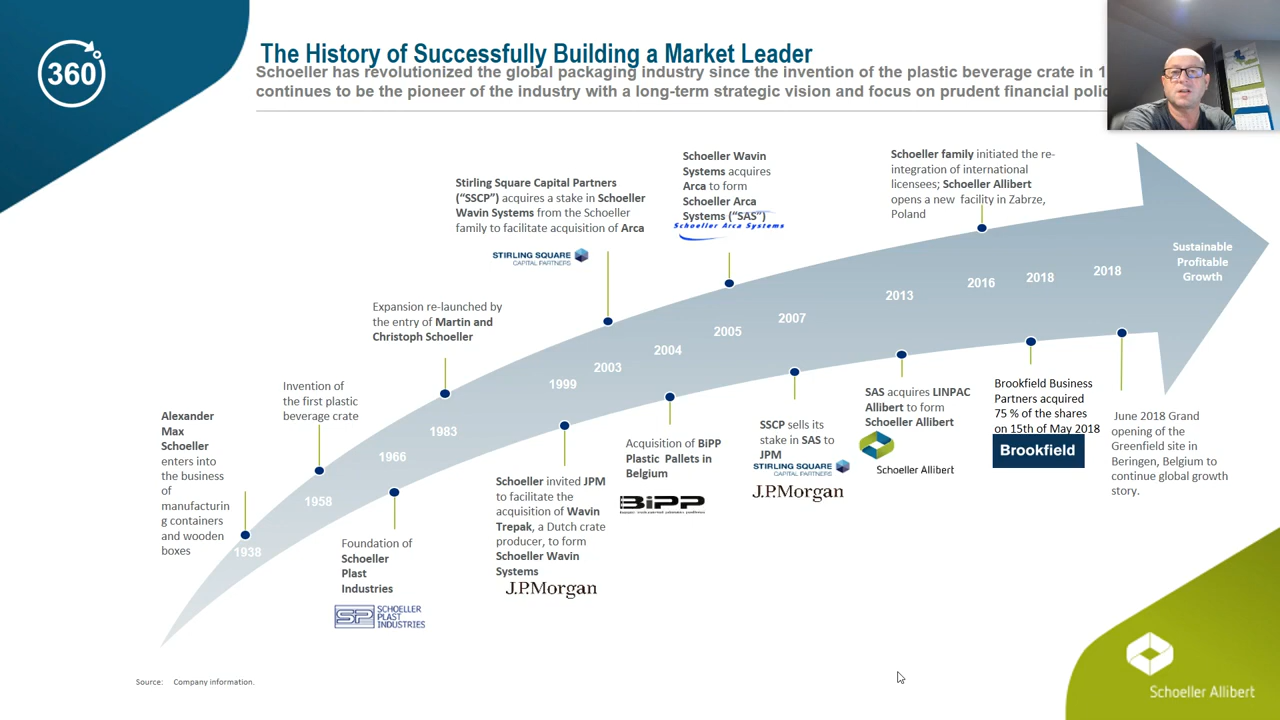 360°
The History of Successfully Building a Market Leader
Schoeller has revolutionized the global packaging industry since the invention of the plastic beverage crate in 1
continues to be the pioneer of the industry with a long-term strategic vision and focus on prudent financial polic
Alexander
Max
Schoeller
enters into
the business
of
manufacturin
g containers
and wooden
boxes
1938
Invention of
the first plastic
beverage crate
1958
Foundation of
Schoeller
Plast
Industries
SP SCHOELLER
PLAST
INDUSTRIES
1966
Expansion re-launched by
the entry of Martin and
Christoph Schoeller
1983
Schoeller invited JPM
to facilitate the
acquisition of Wavin
Trepak, a Dutch crate
producer, to form
Schoeller Wavin
Systems
J.P.Morgan
1999
Stirling Square Capital Partners
("SSCP") acquires a stake in Schoeller
Wavin Systems from the Schoeller
family to facilitate acquisition of Arca
STIRLING SQUARE
CAPITAL PARTNERS
2003
Acquisition of BiPP
Plastic Pallets in
Belgium
BiPP
2004
Schoeller Wavin
Systems acquires
Arca to form
Schoeller Arca
Systems ("SAS")
Schoeller Arca Systems
2005
SSCP sells its
stake in SAS to
JPM
STIRLING SQUARE
CAPITAL PARTNERS
J.P.Morgan
2007
SAS acquires LINPAC
Allibert to form
Schoeller Allibert
Schoeller Allibert
2013
Schoeller family initiated the re-
integration of international
licensees; Schoeller Allibert
opens a new facility in Zabrze,
Poland
2016
Brookfield Business
Partners acquired
75 % of the shares
on 15th of May 2018
Brookfield
2018
June 2018 Grand
opening of the
Greenfield site in
Beringen, Belgium to
continue global growth
story.
2018
Sustainable
Profitable
Growth
Source: Company information.
Schoeller Allibert